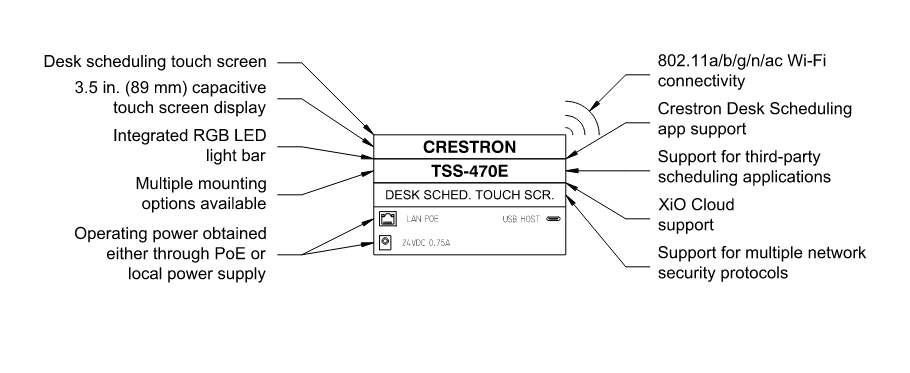 Desk scheduling touch screen
3.5 in. (89 mm) capacitive
touch screen display
Integrated RGB LED
light bar
Multiple mounting
options available
Operating power obtained
either through PoE or
local power supply
CRESTRON
TSS-470E
DESK SCHED. TOUCH SCR.
LAN POE
USB HOST
24VDC 0.75A
802.11a/b/g/n/ac Wi-Fi
connectivity
Crestron Desk Scheduling
app support
Support for third-party
scheduling applications
XiO Cloud
support
Support for multiple network
security protocols